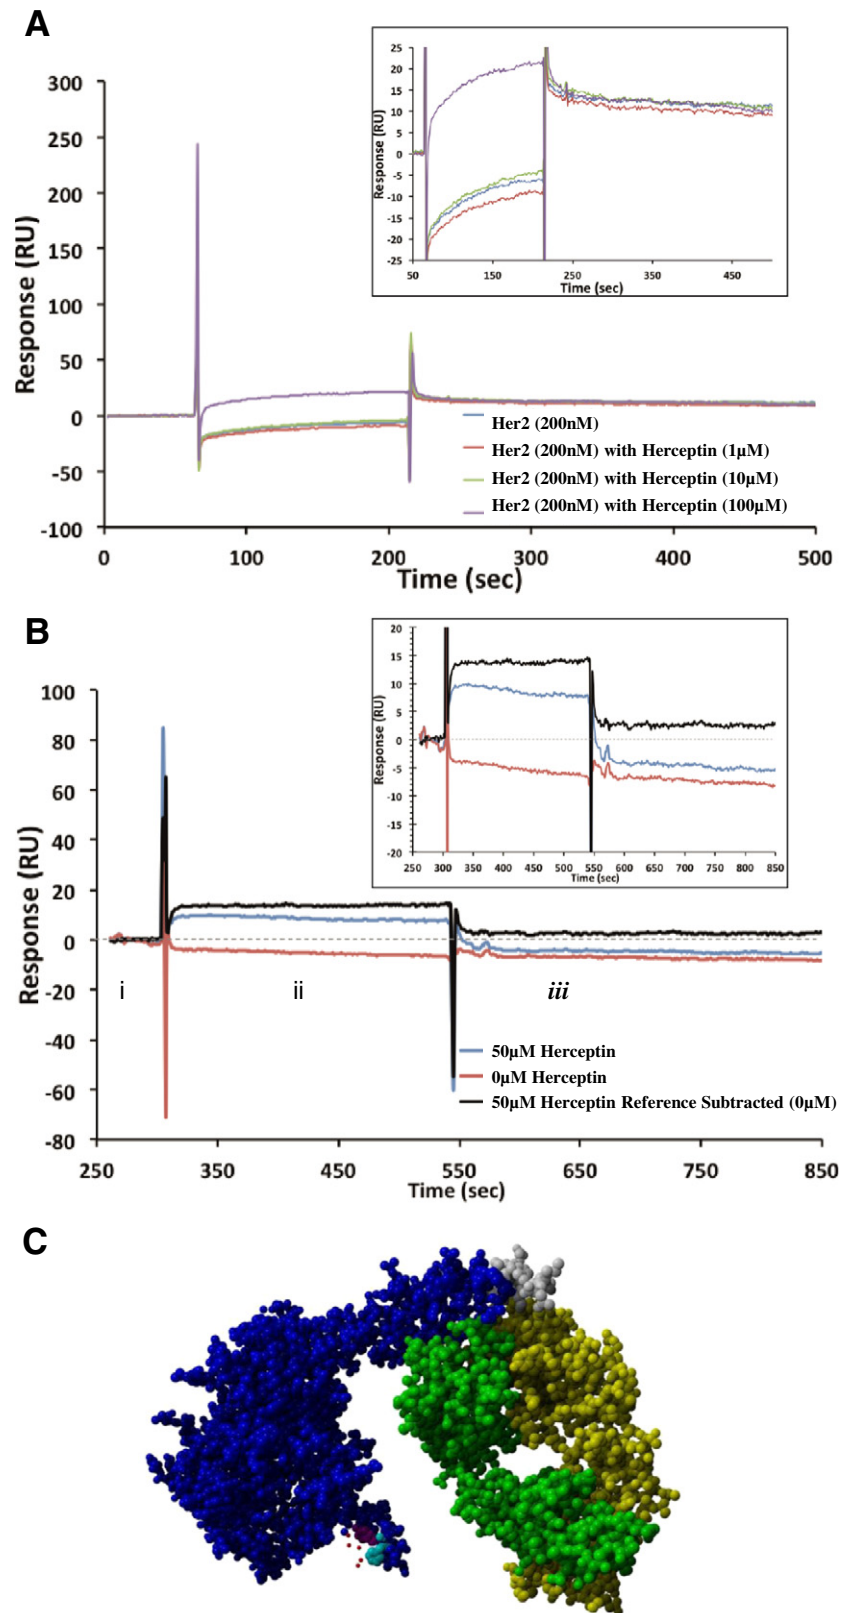 A
300
250
200
150
100
50
0
-50
-100
Response (RU)
0 100 200 300 400 500
Time (sec)
25
20
15
10
5
0
-5
-10
-15
-20
-25
Response (RU)
50 150 250 350 450
Time (sec)
Her2 (200nM)
Her2 (200nM) with Herceptin (1µM)
Her2 (200nM) with Herceptin (10µM)
Her2 (200nM) with Herceptin (100µM)
B
100
80
60
40
20
0
-20
-40
-60
-80
Response (RU)
250 350 450 550 650 750 850
Time (sec)
20
15
10
5
0
-5
-10
-15
-20
Response (RU)
250 300 350 400 450 500 550 600 650 700 750 800 850
Time (sec)
i ii iii
50µM Herceptin
0µM Herceptin
50µM Herceptin Reference Subtracted (0µM)
C